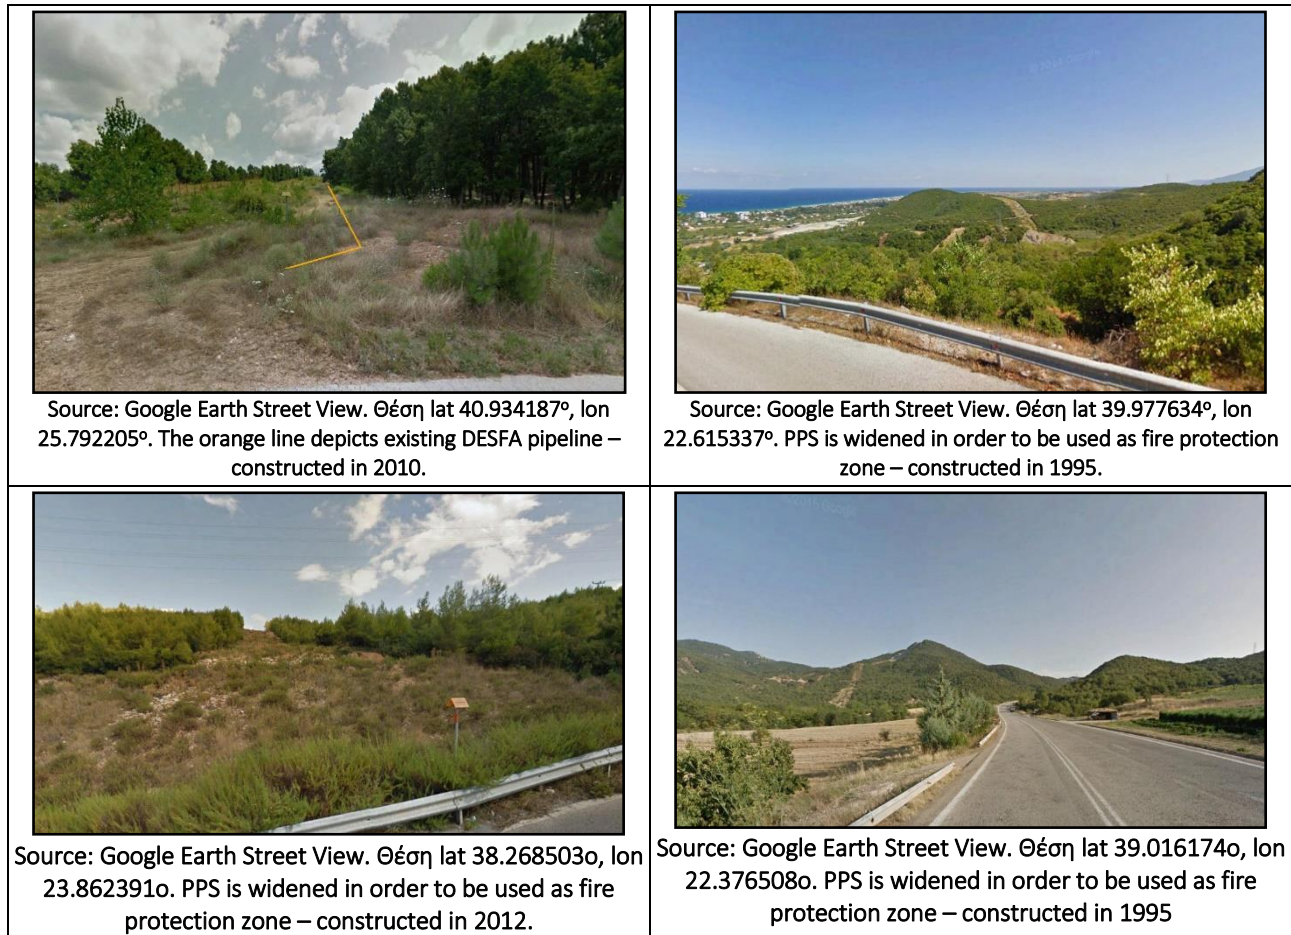 Source: Google Earth Street View. Θέση lat 40.934187º, lon
25.792205º. The orange line depicts existing DESFA pipeline –
constructed in 2010.
Source: Google Earth Street View. Θέση lat 39.977634º, lon
22.615337º. PPS is widened in order to be used as fire protection
zone – constructed in 1995.
Source: Google Earth Street View. Θέση lat 38.268503o, lon
23.862391o. PPS is widened in order to be used as fire
protection zone – constructed in 2012.
Source: Google Earth Street View. Θέση lat 39.016174o, lon
22.376508o. PPS is widened in order to be used as fire
protection zone – constructed in 1995